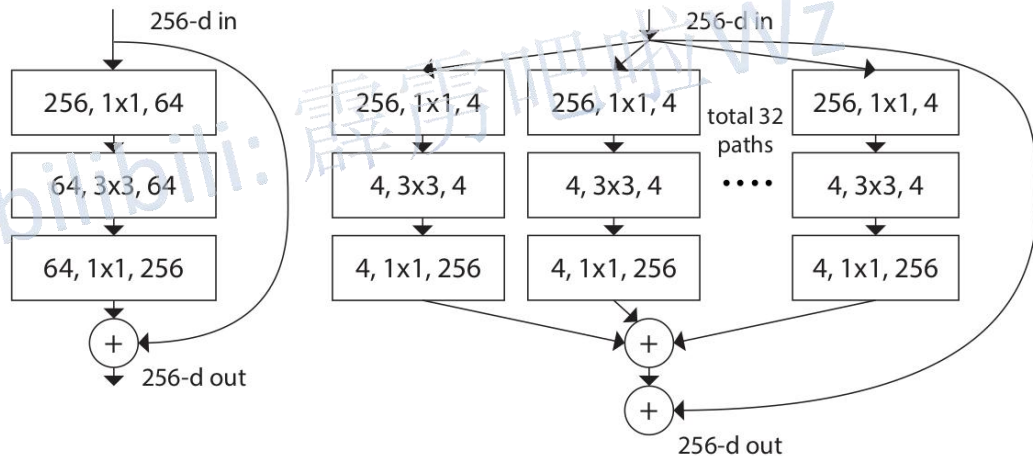 256-d in
256, 1x1, 64
64, 3x3, 64
64, 1x1, 256
+
256-d out
256-d in
256, 1x1, 4
256, 1x1, 4
total 32
paths
256, 1x1, 4
4, 3x3, 4
4, 3x3, 4
....
4, 3x3, 4
4, 1x1, 256
4, 1x1, 256
4, 1x1, 256
+
+
256-d out
bilibili: 霹雳吧啦Wz